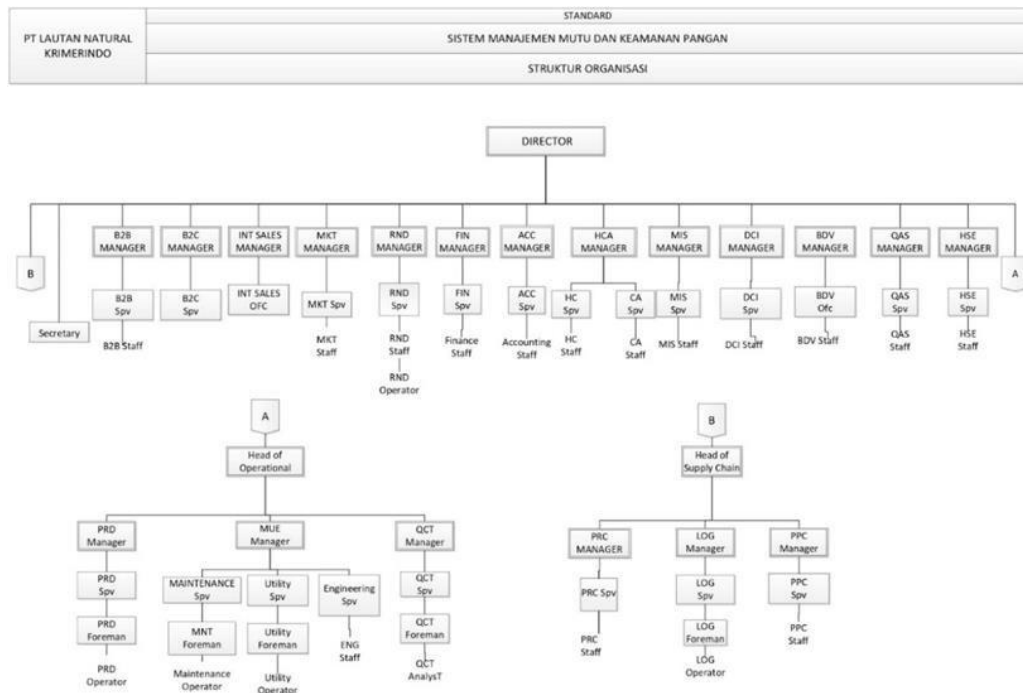 PT LAUTAN NATURAL
KRIMERINDO
STANDARD
SISTEM MANAJEMEN MUTU DAN KEAMANAN PANGAN
STRUKTUR ORGANISASI
DIRECTOR
B
Secretary
B2B
MANAGER
B2B
Spv
B2B Staff
B2C
MANAGER
B2C
Spv
INT SALES
MANAGER
INT SALES
OFC
MKT
MANAGER
MKT Spv
MKT
Staff
RND
MANAGER
RND
Spv
RND
Staff
RND
Operator
FIN
MANAGER
FIN
Spv
Finance
Staff
ACC
MANAGER
ACC
Spv
Accounting
Staff
HCA
MANAGER
HC
Spv
HC
Staff
CA
Spv
CA
Staff
MIS
MANAGER
MIS
Spv
MIS Staff
DCI
MANAGER
DCI
Spv
DCI Staff
BDV
MANAGER
BDV
Ofc
BDV Staff
QAS
MANAGER
QAS
Spv
QAS
Staff
HSE
MANAGER
HSE
Spv
HSE
Staff
A
A
Head of
Operational
PRD
Manager
PRD
Spv
PRD
Foreman
PRD
Operator
MUE
Manager
MAINTENANCE
Spv
MNT
Foreman
Maintenance
Operator
Utility
Spv
Utility
Foreman
Utility
Operator
Engineering
Spv
ENG
Staff
QCT
Manager
QCT
Spv
QCT
Foreman
QCT
AnalysT
B
Head of
Supply Chain
PRC
MANAGER
PRC Spv
PRC
Staff
LOG
Manager
LOG
Spv
LOG
Foreman
LOG
Operator
PPC
Manager
PPC
Spv
PPC
Staff